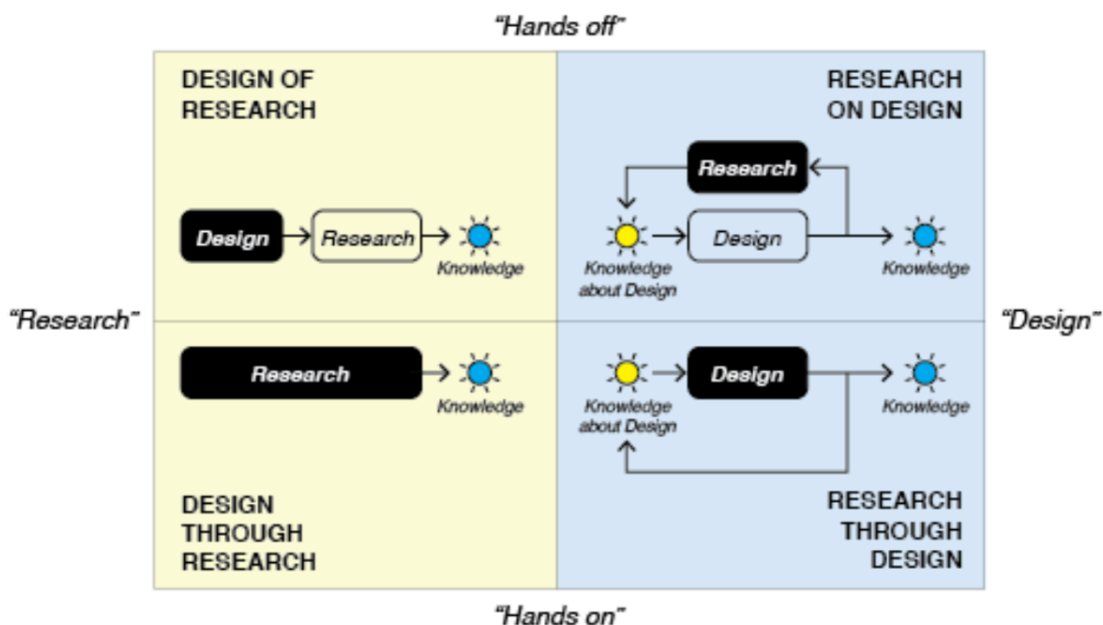 “Hands off”
DESIGN OF
RESEARCH
Design
Research
Knowledge
RESEARCH
ON DESIGN
Research
Knowledge
about Design
Design
Knowledge
“Research”
“Design”
Research
Knowledge
DESIGN
THROUGH
RESEARCH
Knowledge
about Design
Design
Knowledge
RESEARCH
THROUGH
DESIGN
“Hands on”